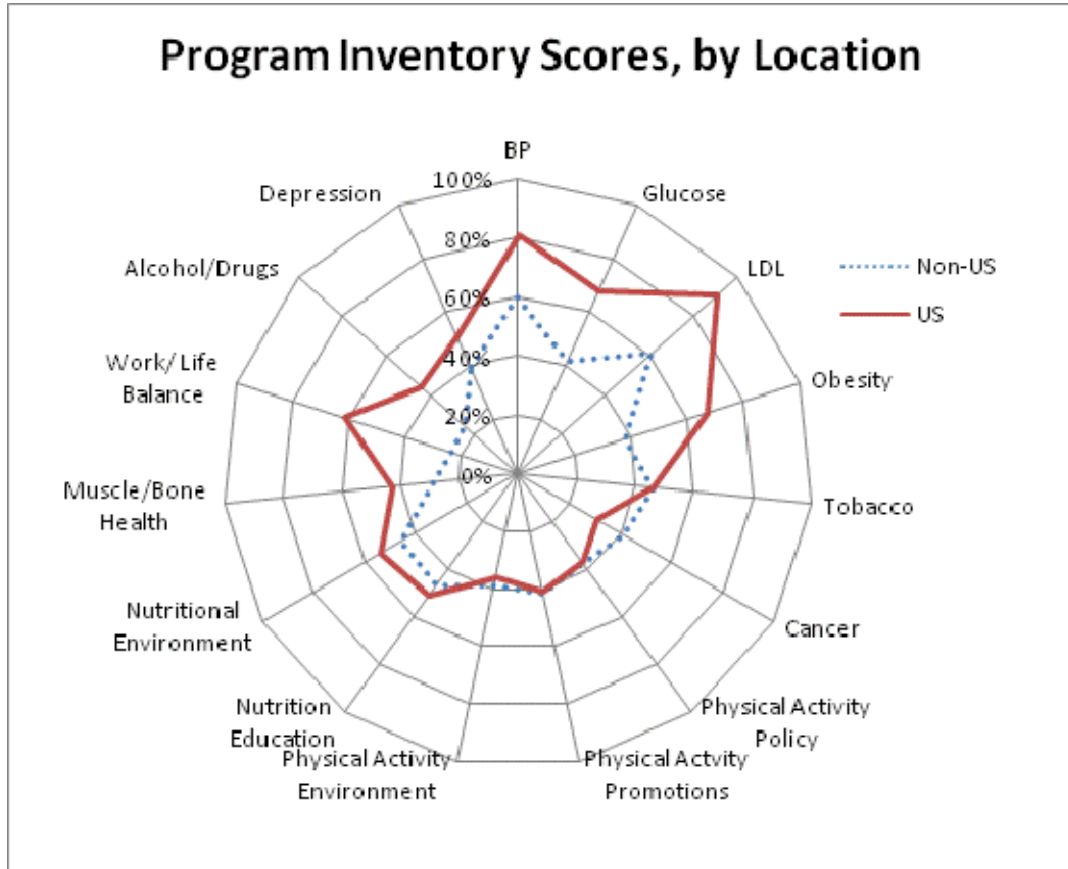 Program Inventory Scores, by Location
BP
100%
80%
60%
40%
20%
0%
Glucose
LDL
Obesity
Tobacco
Cancer
Physical Activity
Policy
Physical Actvity
Promotions
Physical Activity
Environment
Nutrition
Education
Nutritional
Environment
Muscle/Bone
Health
Work/ Life
Balance
Alcohol/Drugs
Depression
Non-US
US